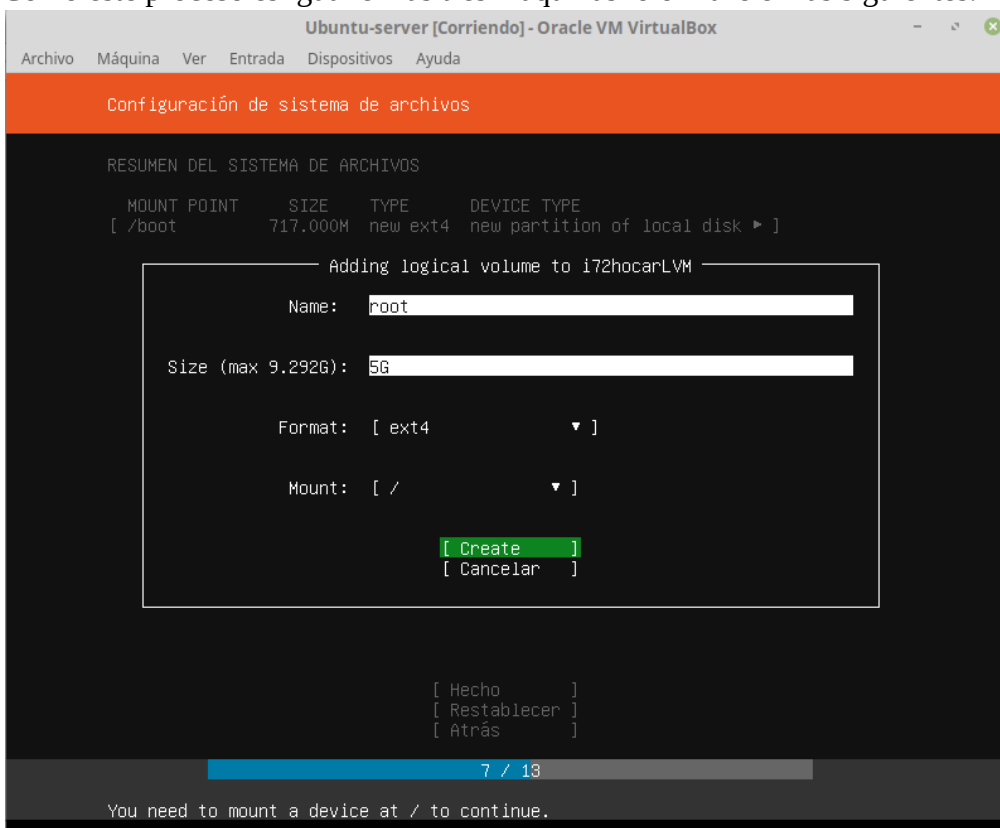 Ubuntu-server [Corriendo] - Oracle VM VirtualBox
Archivo Máquina Ver Entrada Dispositivos Ayuda
Configuración de sistema de archivos
RESUMEN DEL SISTEMA DE ARCHIVOS
MOUNT POINT SIZE TYPE DEVICE TYPE
[ /boot 717.000M new ext4 new partition of local disk ▸ ]
Adding logical volume to i72hocarLVM
Name: root
Size (max 9.292G): 5G
Format: [ ext4 ▾ ]
Mount: [ / ▾ ]
[ Create ]
[ Cancelar ]
[ Hecho ]
[ Restablecer ]
[ Atrás ]
7 / 13
You need to mount a device at / to continue.